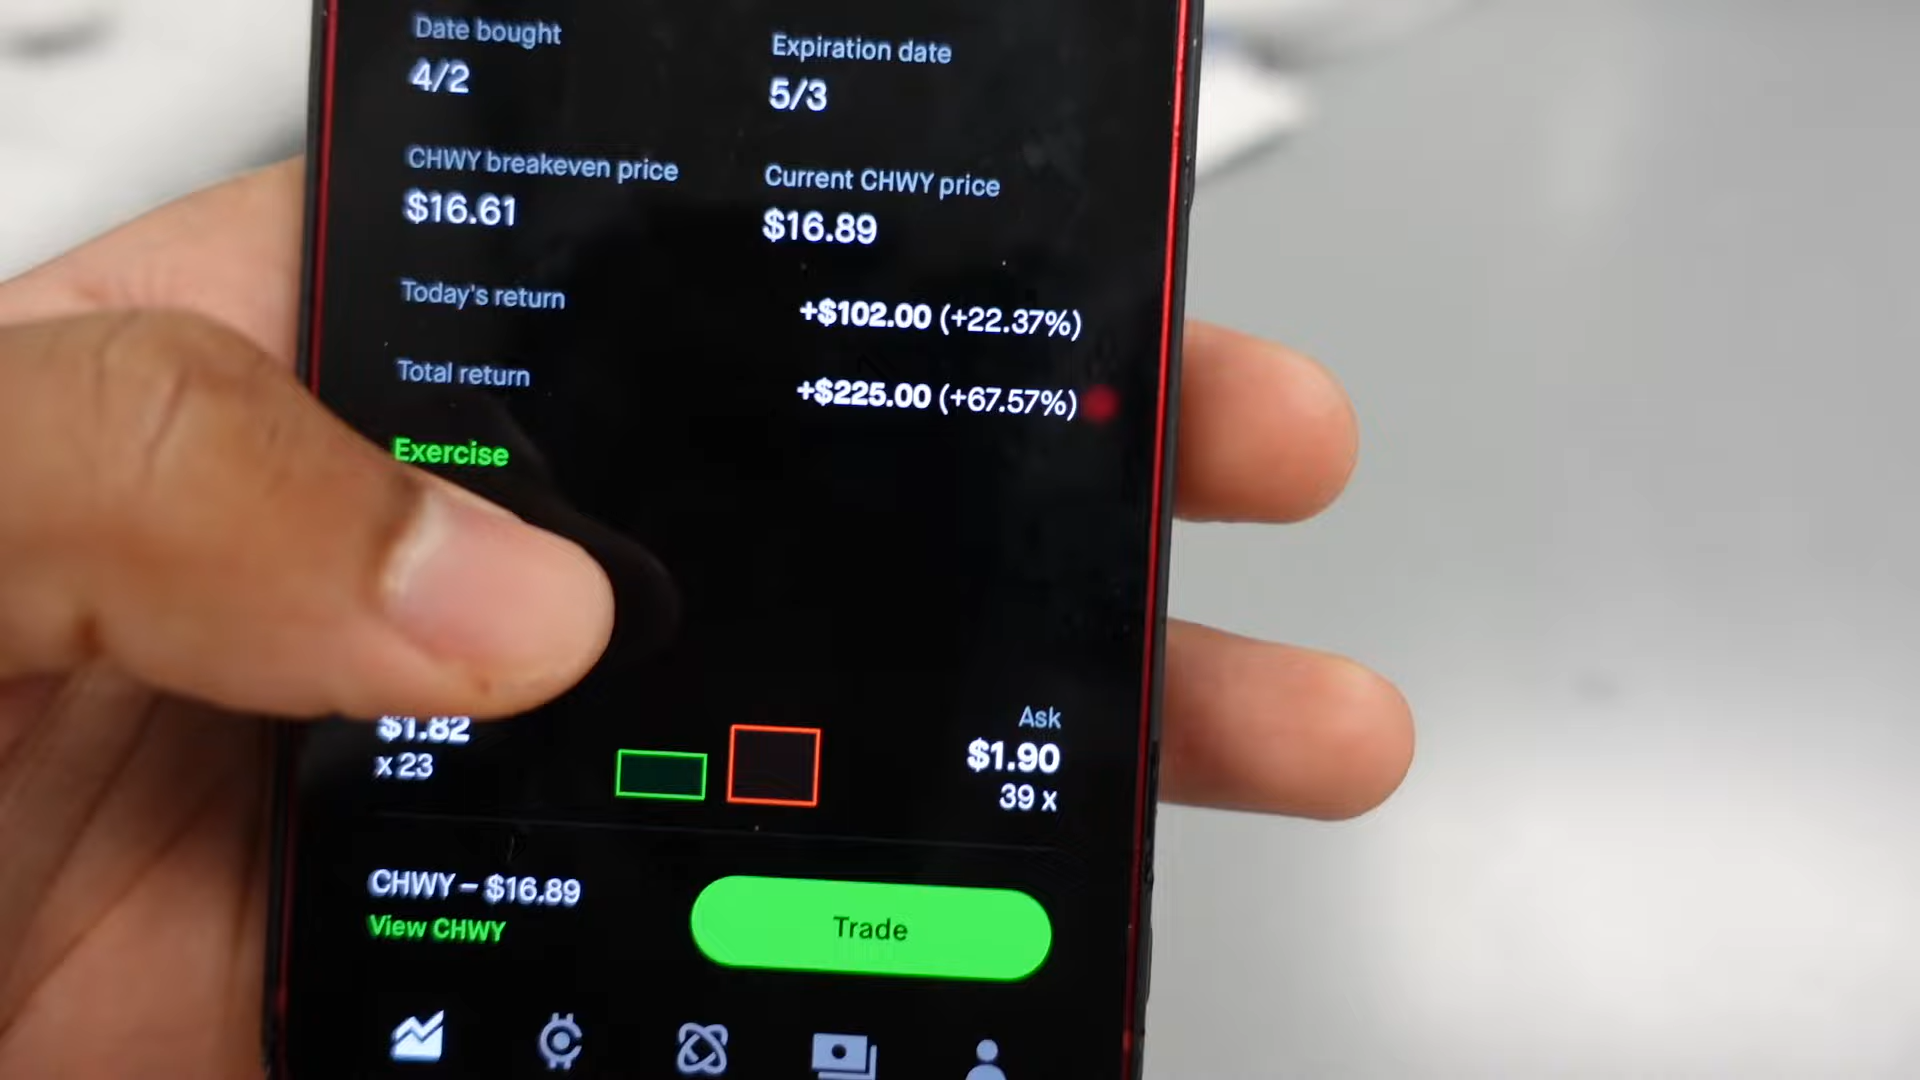 Date bought
4/2
Expiration date
5/3
CHWY breakeven price
$16.61
Current CHWY price
$16.89
Today's return
+$102.00 (+22.37%)
Total return
+$225.00 (+67.57%)
Exercise
$1.82
x 23
Ask
$1.90
39 x
CHWY – $16.89
View CHWY
Trade